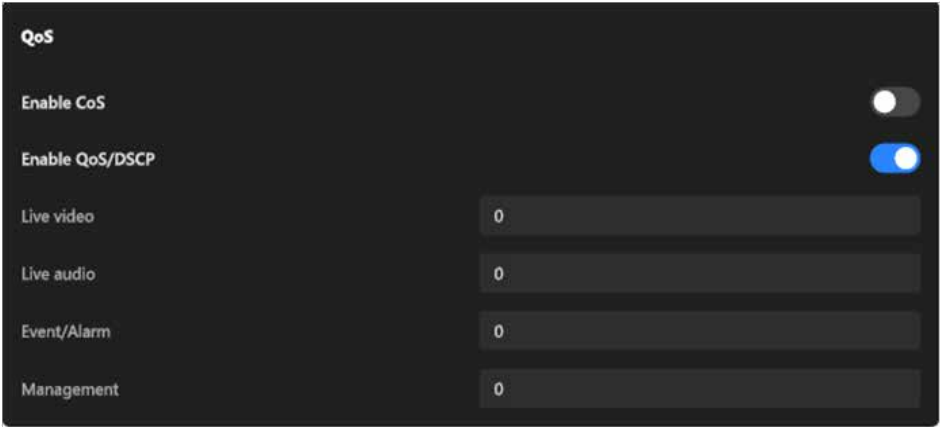 QoS
Enable CoS
Enable QoS/DSCP
Live video 0
Live audio 0
Event/Alarm 0
Management 0